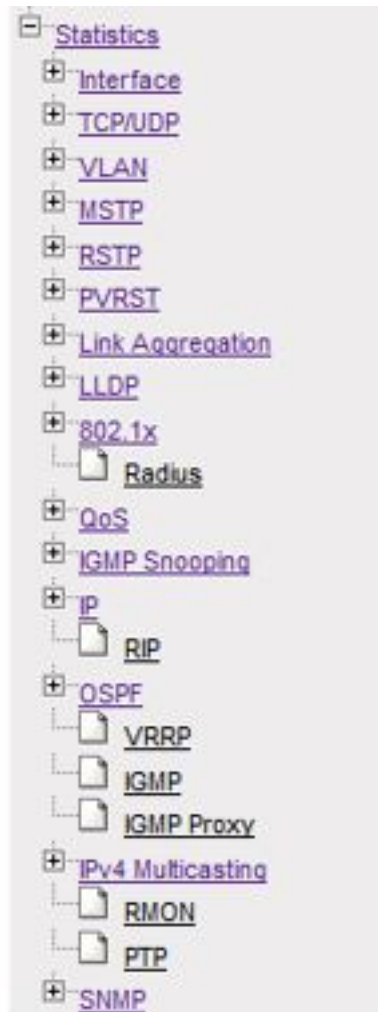 Statistics
Interface
TCP/UDP
VLAN
MSTP
RSTP
PVRST
Link Aggregation
LLDP
802.1x
Radius
QoS
IGMP Snooping
IP
RIP
OSPF
VRRP
IGMP
IGMP Proxy
IPv4 Multicasting
RMON
PTP
SNMP